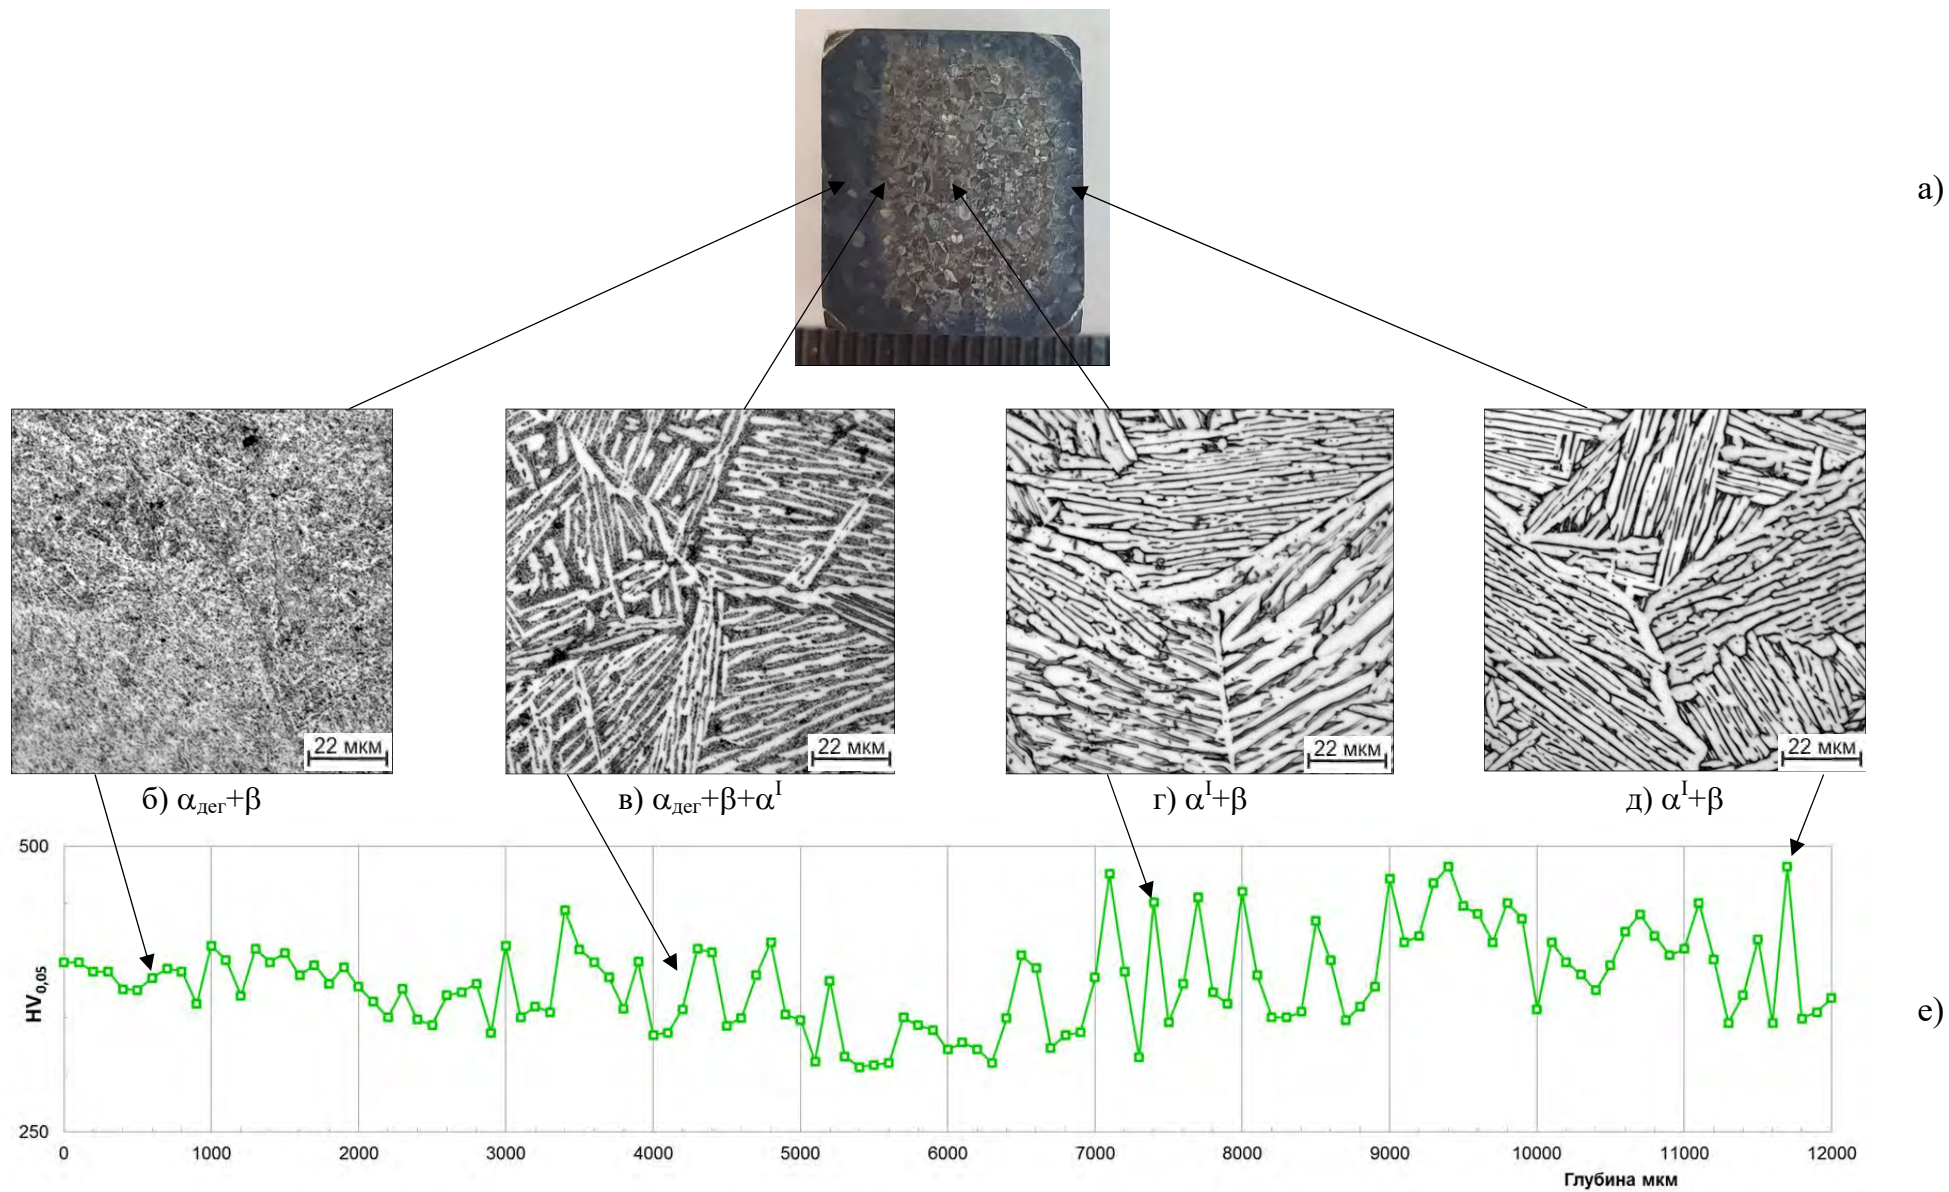 а)
22 мкм
22 мкм
22 мкм
22 мкм
б) αдег+β
в) αдег+β+αI
г) αI+β
д) αI+β
500
HV0,05
е)
250
0 1000 2000 3000 4000 5000 6000 7000 8000 9000 10000 11000 12000
Глубина мкм